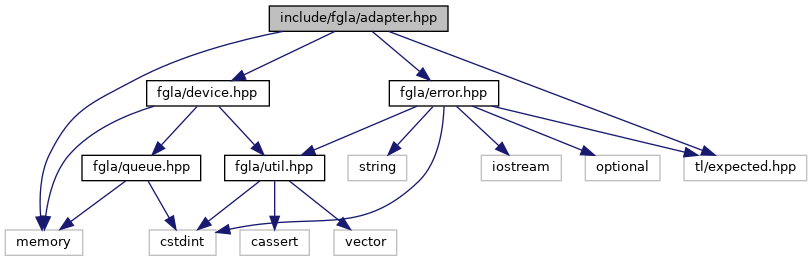 include/fgla/adapter.hpp
fgla/device.hpp
fgla/error.hpp
fgla/queue.hpp
fgla/util.hpp
string
iostream
optional
tl/expected.hpp
memory
cstdint
cassert
vector